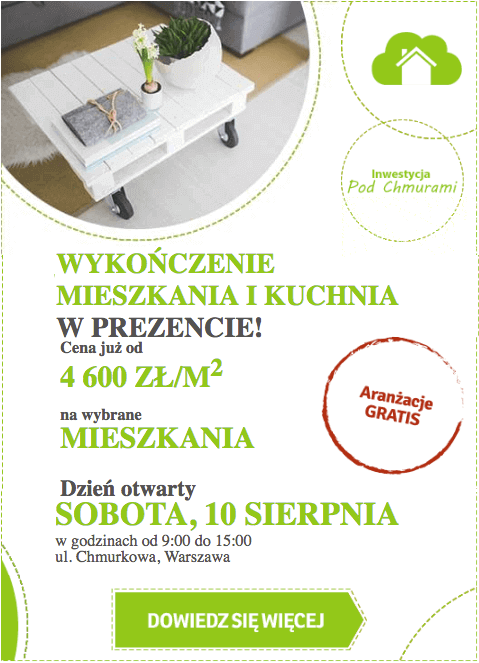 Inwestycja
Pod Chmurami
WYKOŃCZENIE
MIESZKANIA I KUCHNIA
W PREZENCIE!
Cena już od
4 600 ZŁ/M²
Aranżacje
GRATIS
na wybrane
MIESZKANIA
Dzień otwarty
SOBOTA, 10 SIERPNIA
w godzinach od 9:00 do 15:00
ul. Chmurkowa, Warszawa
DOWIEDZ SIĘ WIĘCEJ